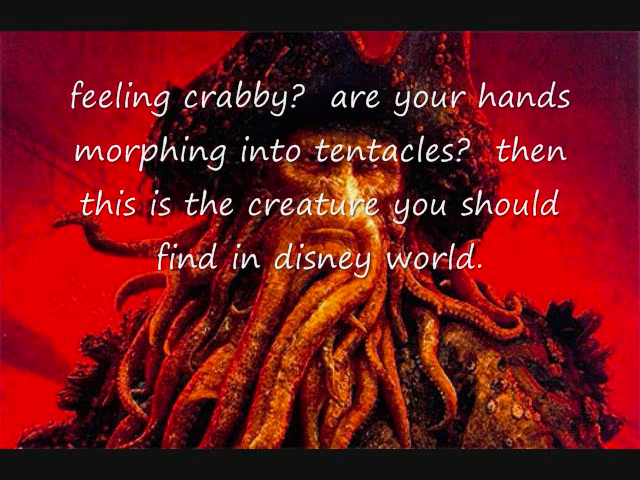 feeling crabby?  are your hands
morphing into tentacles?  then
this is the creature you should
find in disney world.